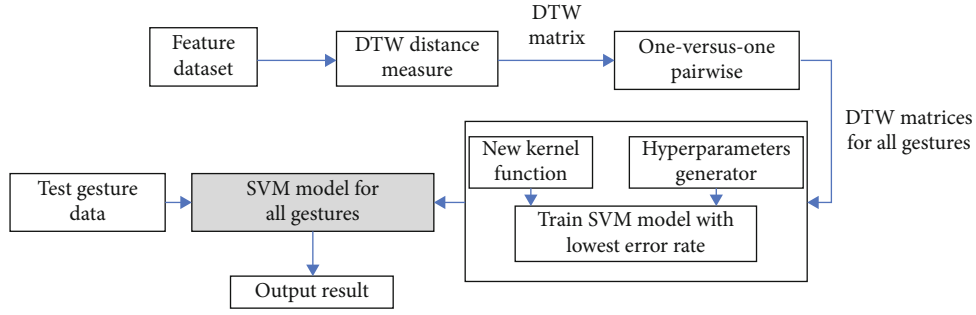 Feature
dataset
DTW distance
measure
DTW
matrix
One-versus-one
pairwise
DTW matrices
for all gestures
New kernel
function
Hyperparameters
generator
Train SVM model with
lowest error rate
Test gesture
data
SVM model for
all gestures
Output result